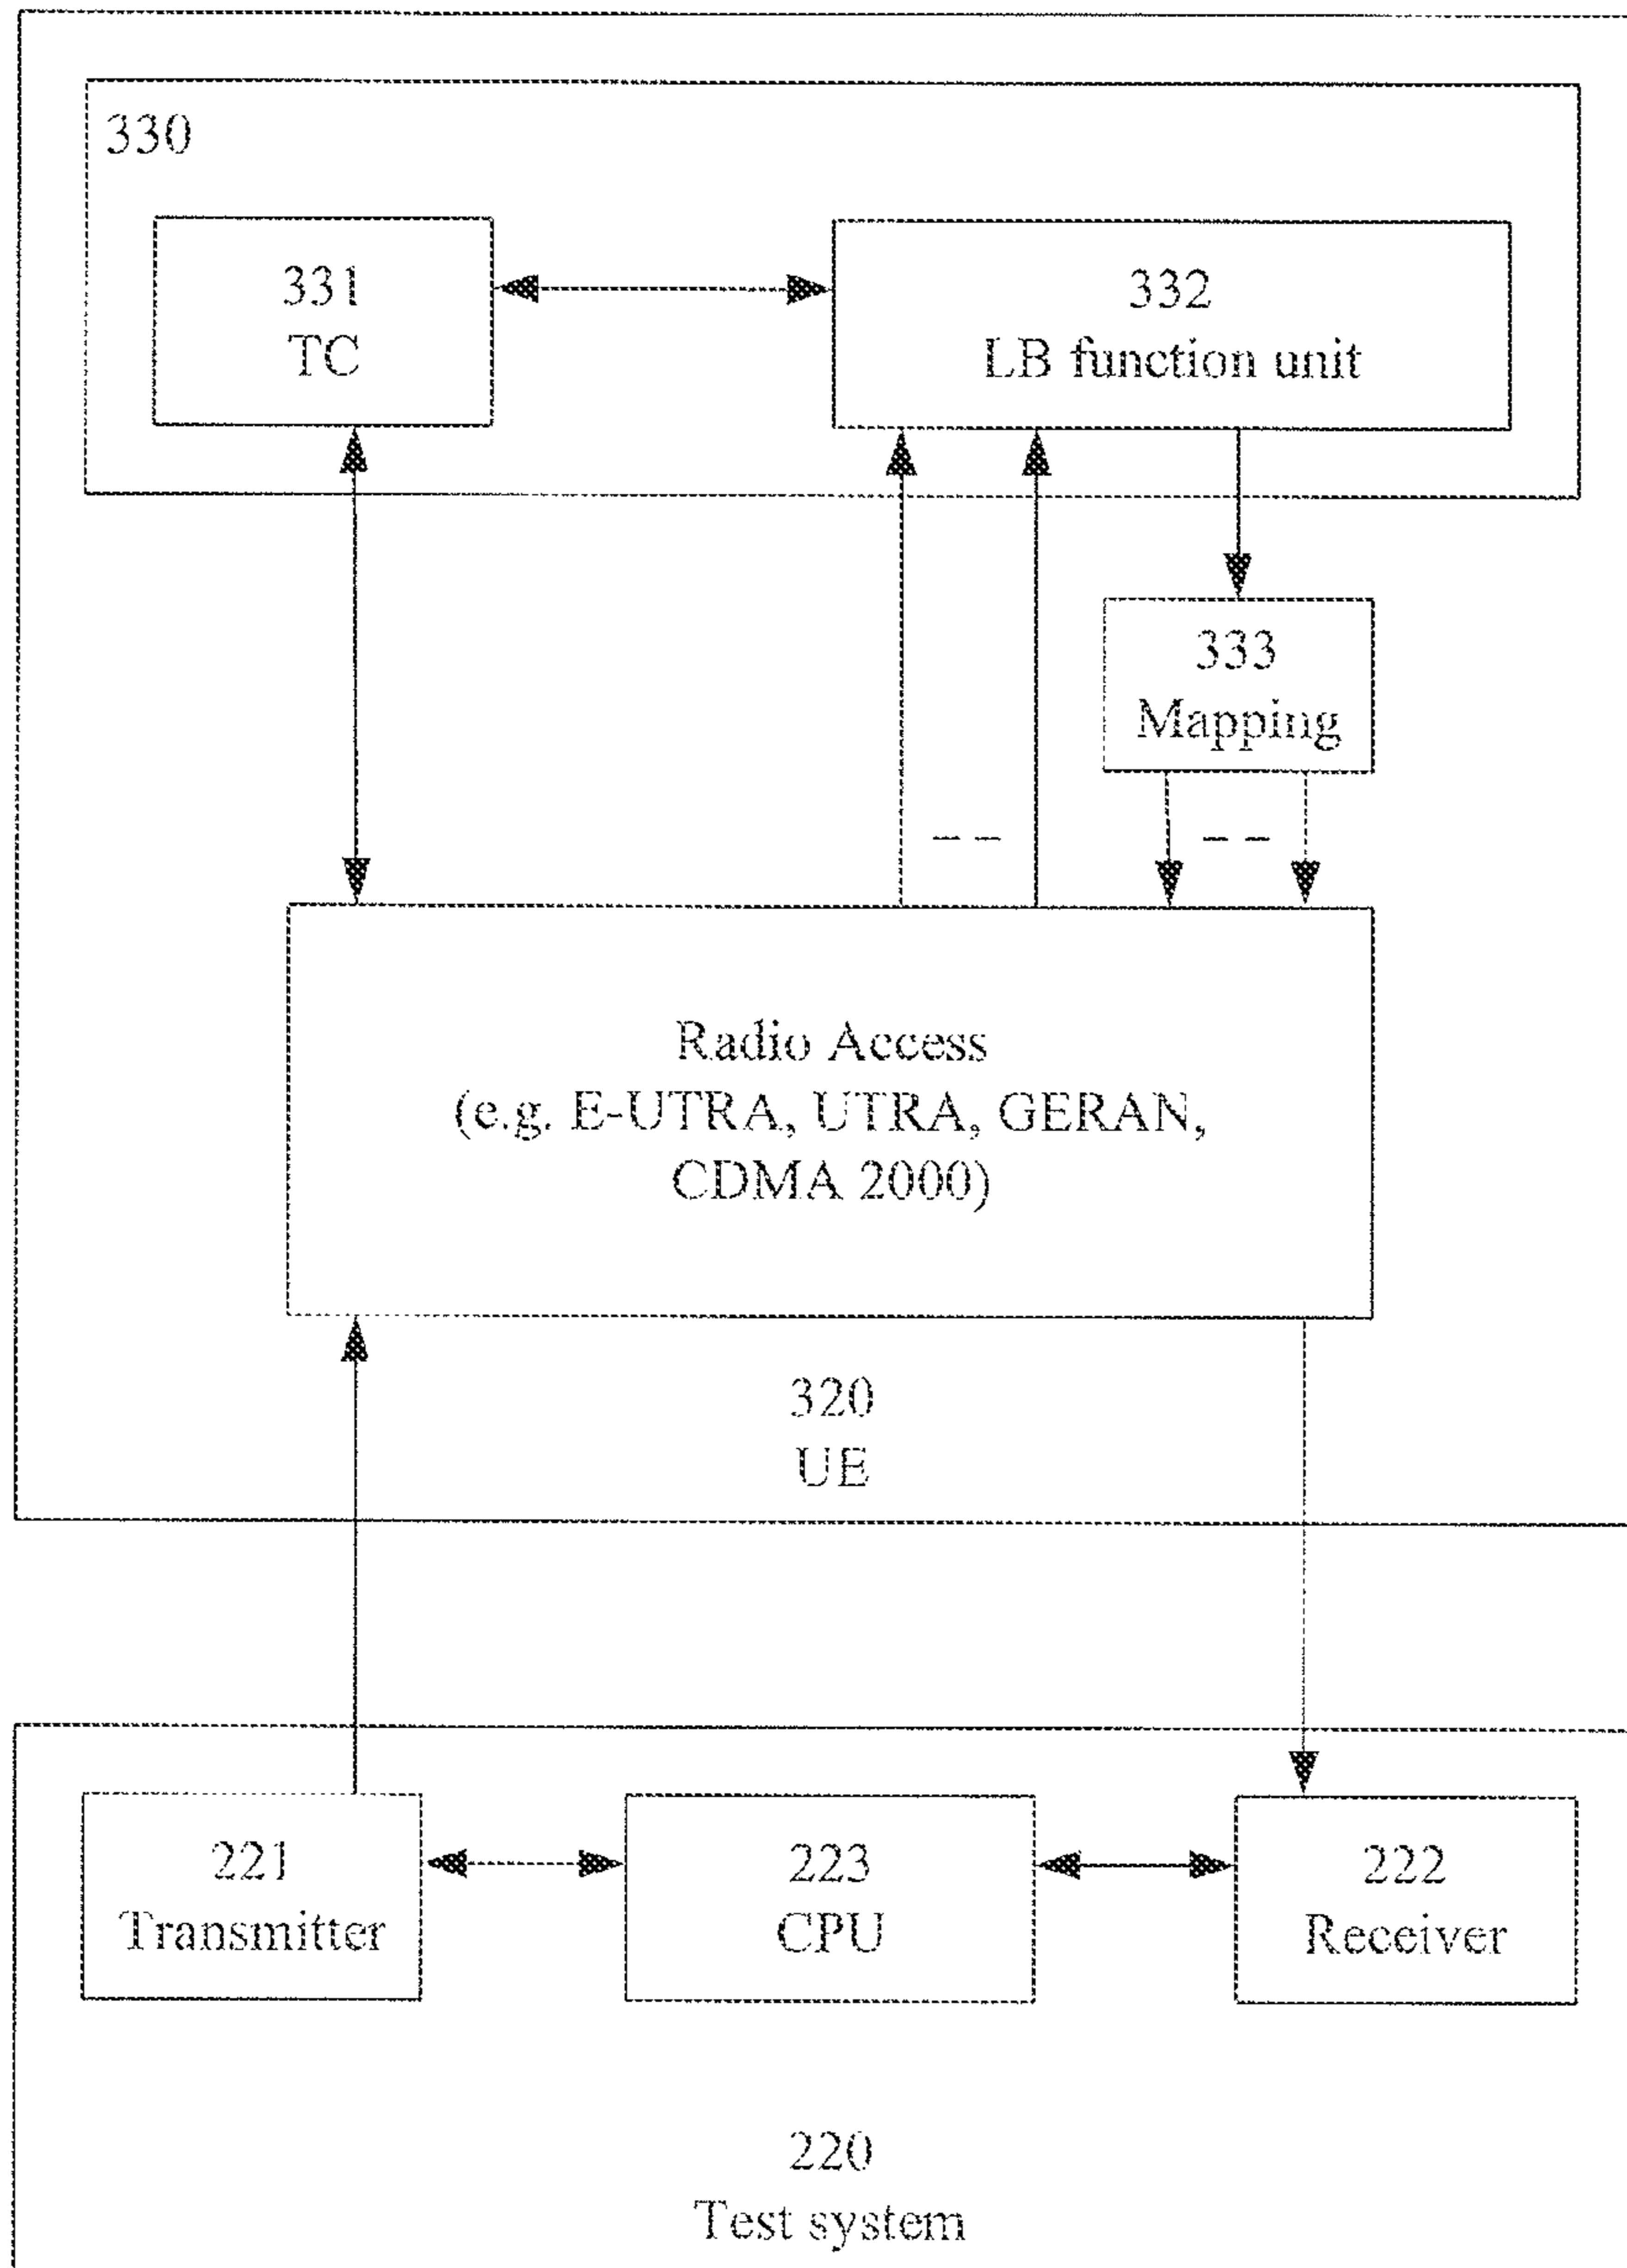 330
331
TC
332
LB function unit
333
Mapping
Radio Access
(e.g. E-UTRA, UTRA, GERAN,
CDMA 2000)
320
UE
221
Transmitter
223
CPU
222
Receiver
220
Test system